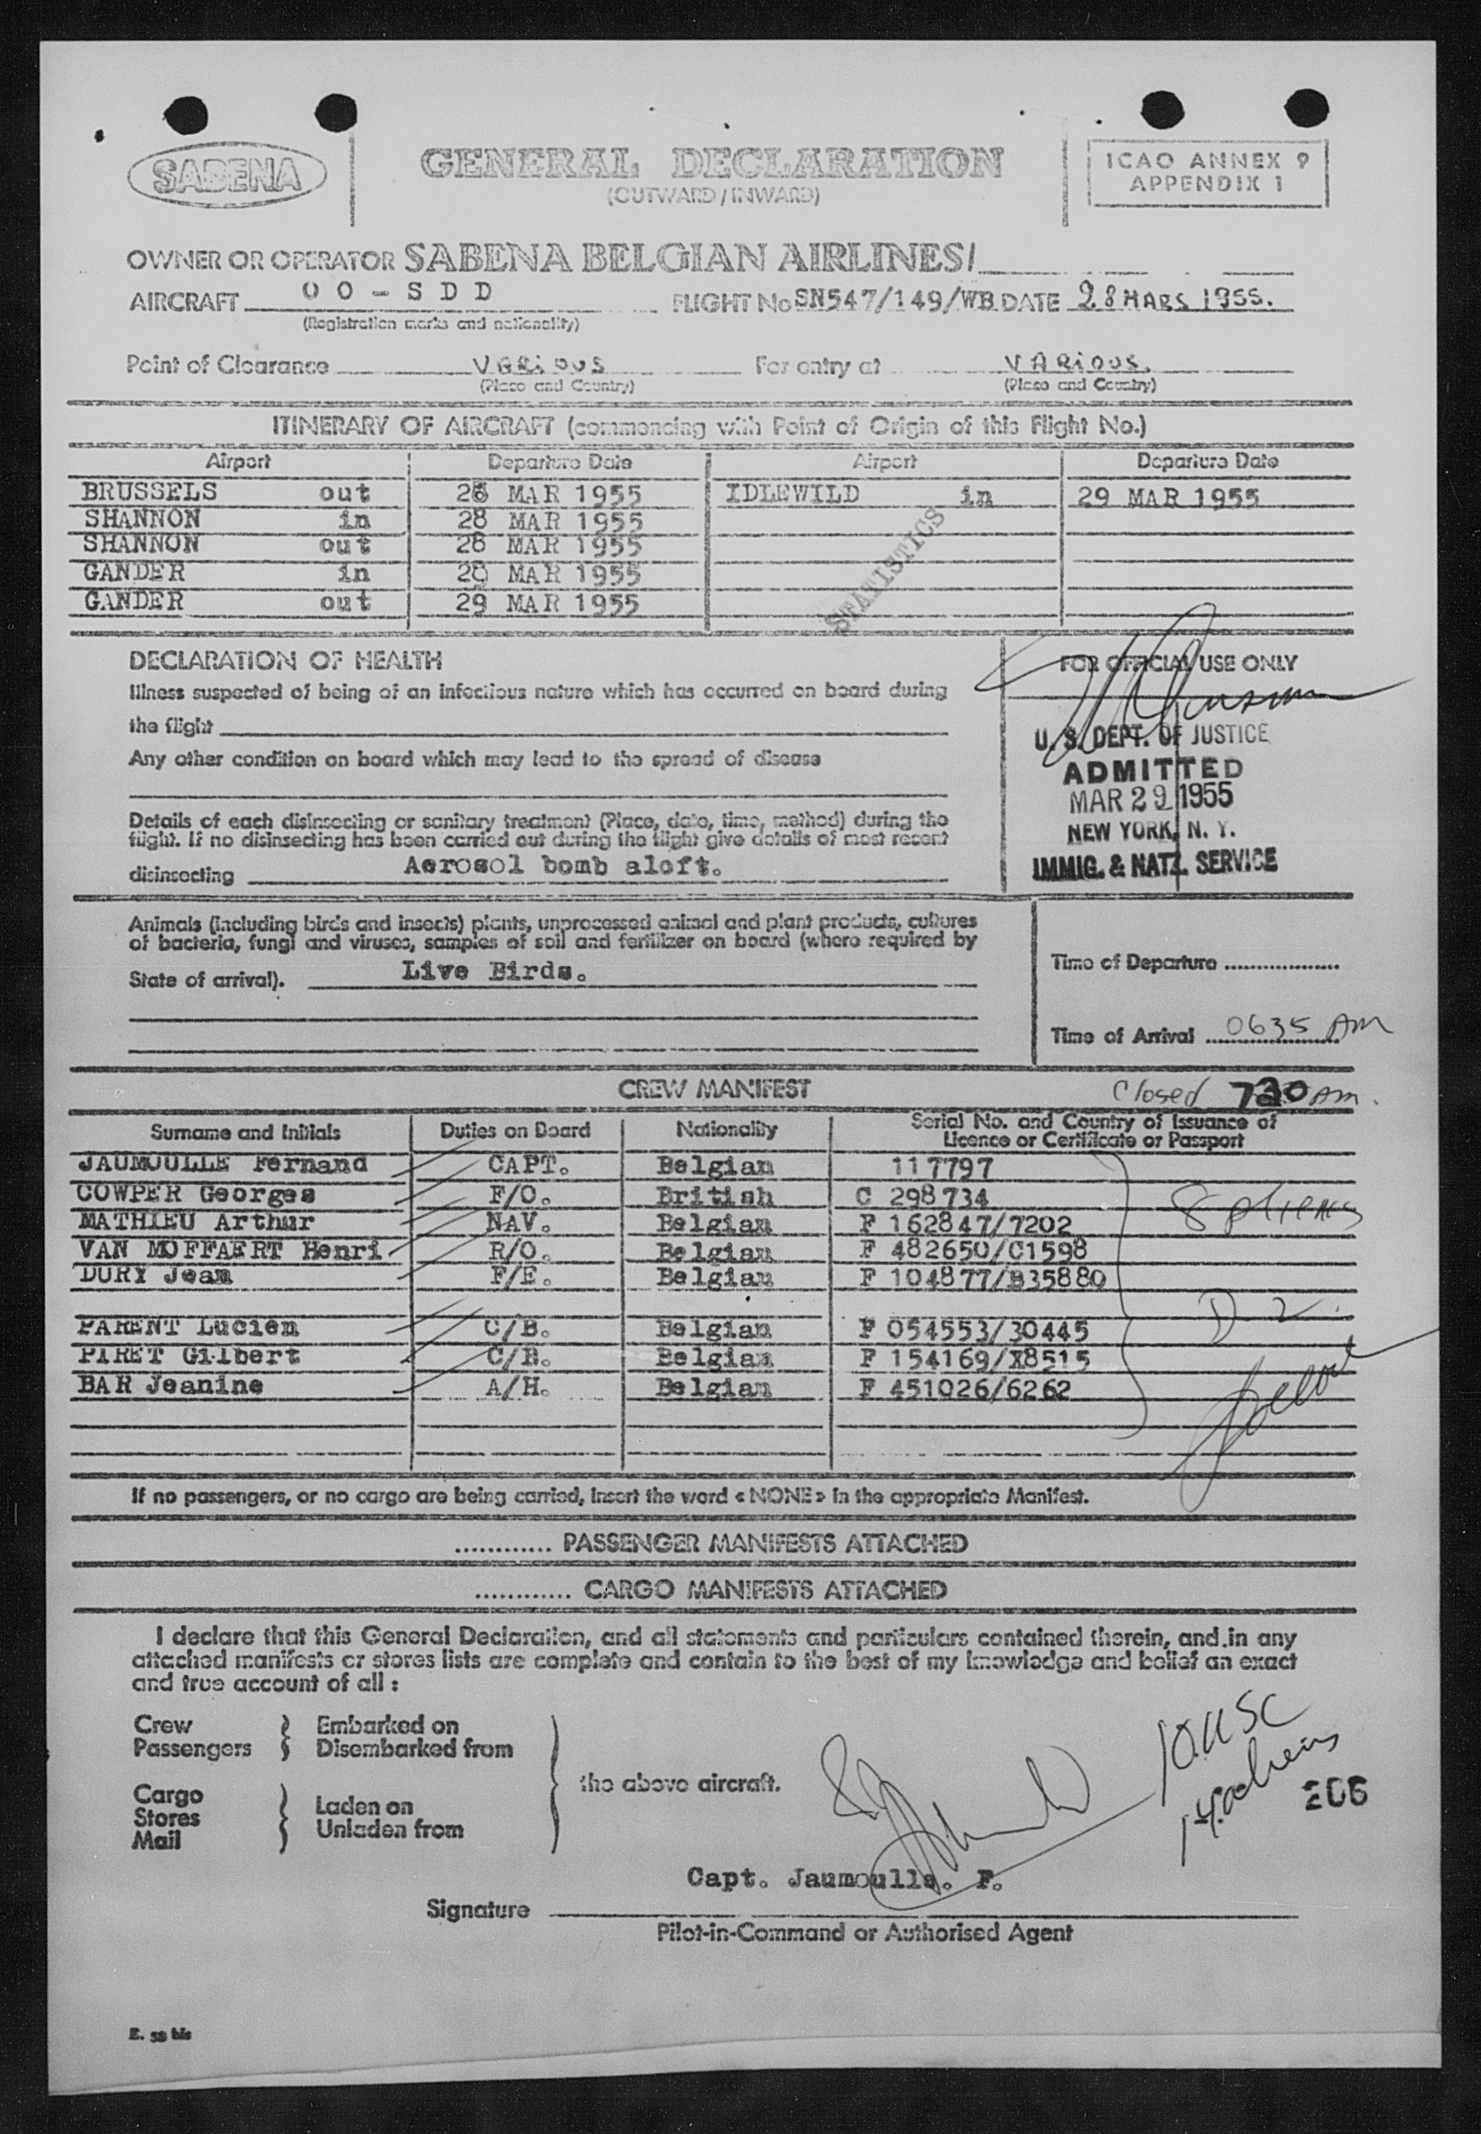 SABENA
GENERAL DECLARATION
(OUTWARD / INWARD)
ICAO ANNEX 9
APPENDIX 1
OWNER OR OPERATOR SABENA BELGIAN AIRLINES/
AIRCRAFT OO - SDD FLIGHT No SN547/149/WB DATE 28 MARS 1955.
(Registration marks and nationality)
Point of Clearance VARIOUS For entry at VARIOUS.
(Place and Country) (Place and Country)
ITINERARY OF AIRCRAFT (commencing with Point of Origin of this Flight No.)
Airport Departure Date Airport Departure Date
BRUSSELS out 28 MAR 1955 IDLEWILD in 29 MAR 1955
SHANNON in 28 MAR 1955
SHANNON out 28 MAR 1955
GANDER in MAR 1955
GANDER out 29 MAR 1955
STATISTICS
DECLARATION OF HEALTH
Illness suspected of being of an infectious nature which has occurred on board during
the flight
Any other condition on board which may lead to the spread of disease
Details of each disinsecting or sanitary treatment (Place, date, time, method) during the
flight. If no disinsecting has been carried out during the flight give details of most recent
disinsecting Aerosol bomb aloft.
FOR OFFICIAL USE ONLY
U. S. DEPT. OF JUSTICE
ADMITTED
MAR 29 1955
NEW YORK, N. Y.
IMMIG. & NATZ. SERVICE
Animals (including birds and insects) plants, unprocessed animal and plant products, cultures
of bacteria, fungi and viruses, samples of soil and fertilizer on board (where required by
State of arrival). Live Birds.
Time of Departure ..................
Time of Arrival 0635 AM
Closed 730 AM.
CREW MANIFEST
Surname and Initials Duties on Board Nationality Serial No. and Country of Issuance of
Licence or Certificate or Passport
JAUMOULLE Fernand CAPT. Belgian 117797
COWPER Georges F/O. British C 298734
MATHIEU Arthur NAV. Belgian F 162847/7202
VAN MOFFAERT Henri R/O. Belgian F 482650/C1598
DURY Jean F/E. Belgian F 104877/B35880
PARENT Lucien C/B. Belgian F 054553/30445
PIRET Gilbert C/B. Belgian F 154169/X8515
BAR Jeanine A/H. Belgian F 451026/6262
8 aliens
D 2.
If no passengers, or no cargo are being carried, insert the word « NONE » in the appropriate Manifest.
............ PASSENGER MANIFESTS ATTACHED
............ CARGO MANIFESTS ATTACHED
I declare that this General Declaration, and all statements and particulars contained therein, and in any
attached manifests or stores lists are complete and contain to the best of my knowledge and belief an exact
and true account of all :
Crew
Passengers
Embarked on
Disembarked from
Cargo
Stores
Mail
Laden on
Unladen from
the above aircraft.
10 USC
14 aliens
206
Capt. Jaumoulle. F.
Signature
Pilot-in-Command or Authorised Agent
E. 58 bis